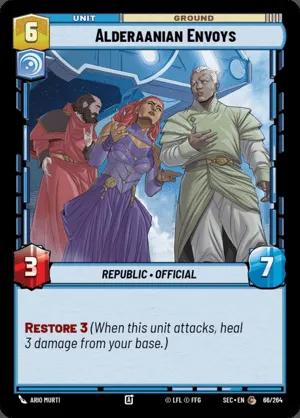 UNIT
GROUND
6
ALDERAANIAN ENVOYS
3
7
REPUBLIC • OFFICIAL
RESTORE 3 (When this unit attacks, heal
3 damage from your base.)
ARIO MURTI
© LFL © FFG
SEC • EN
C
66/264